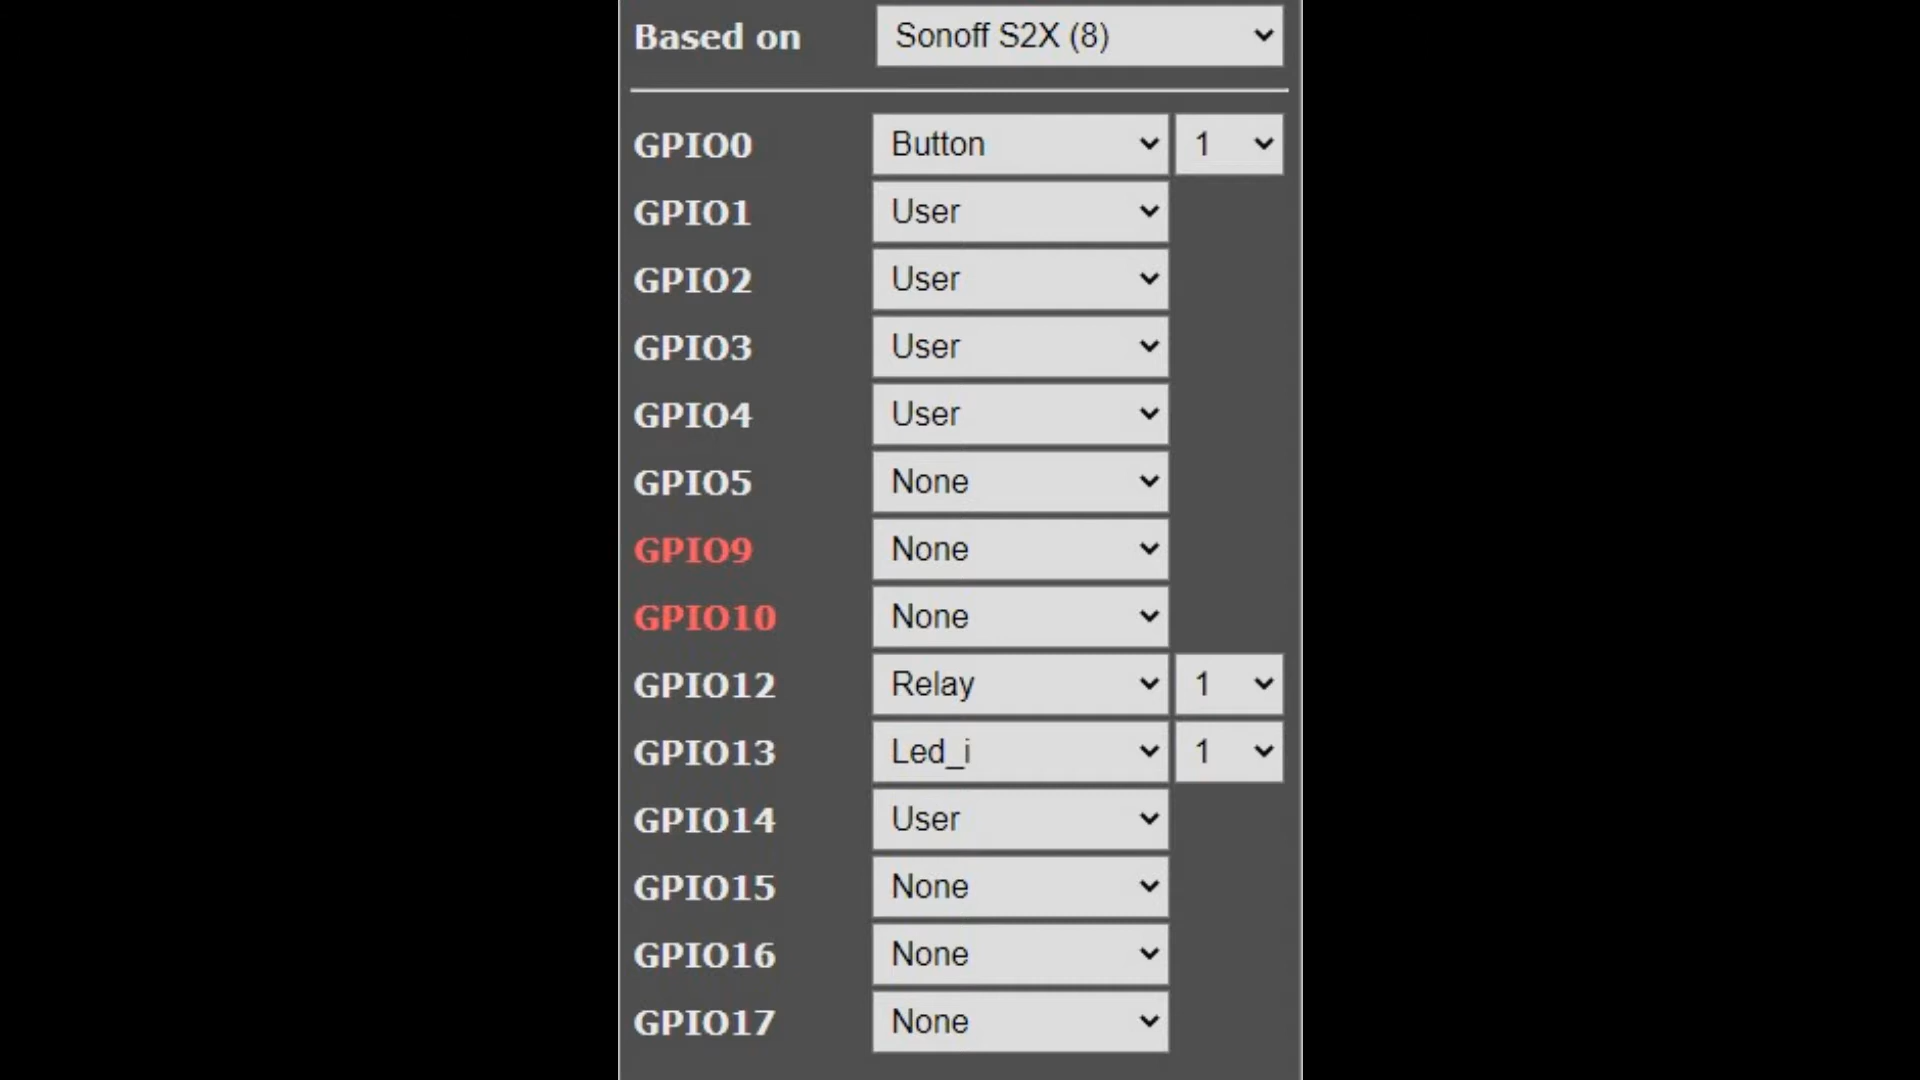 Based on Sonoff S2X (8)
GPIO0 Button 1
GPIO1 User
GPIO2 User
GPIO3 User
GPIO4 User
GPIO5 None
GPIO9 None
GPIO10 None
GPIO12 Relay 1
GPIO13 Led_i 1
GPIO14 User
GPIO15 None
GPIO16 None
GPIO17 None